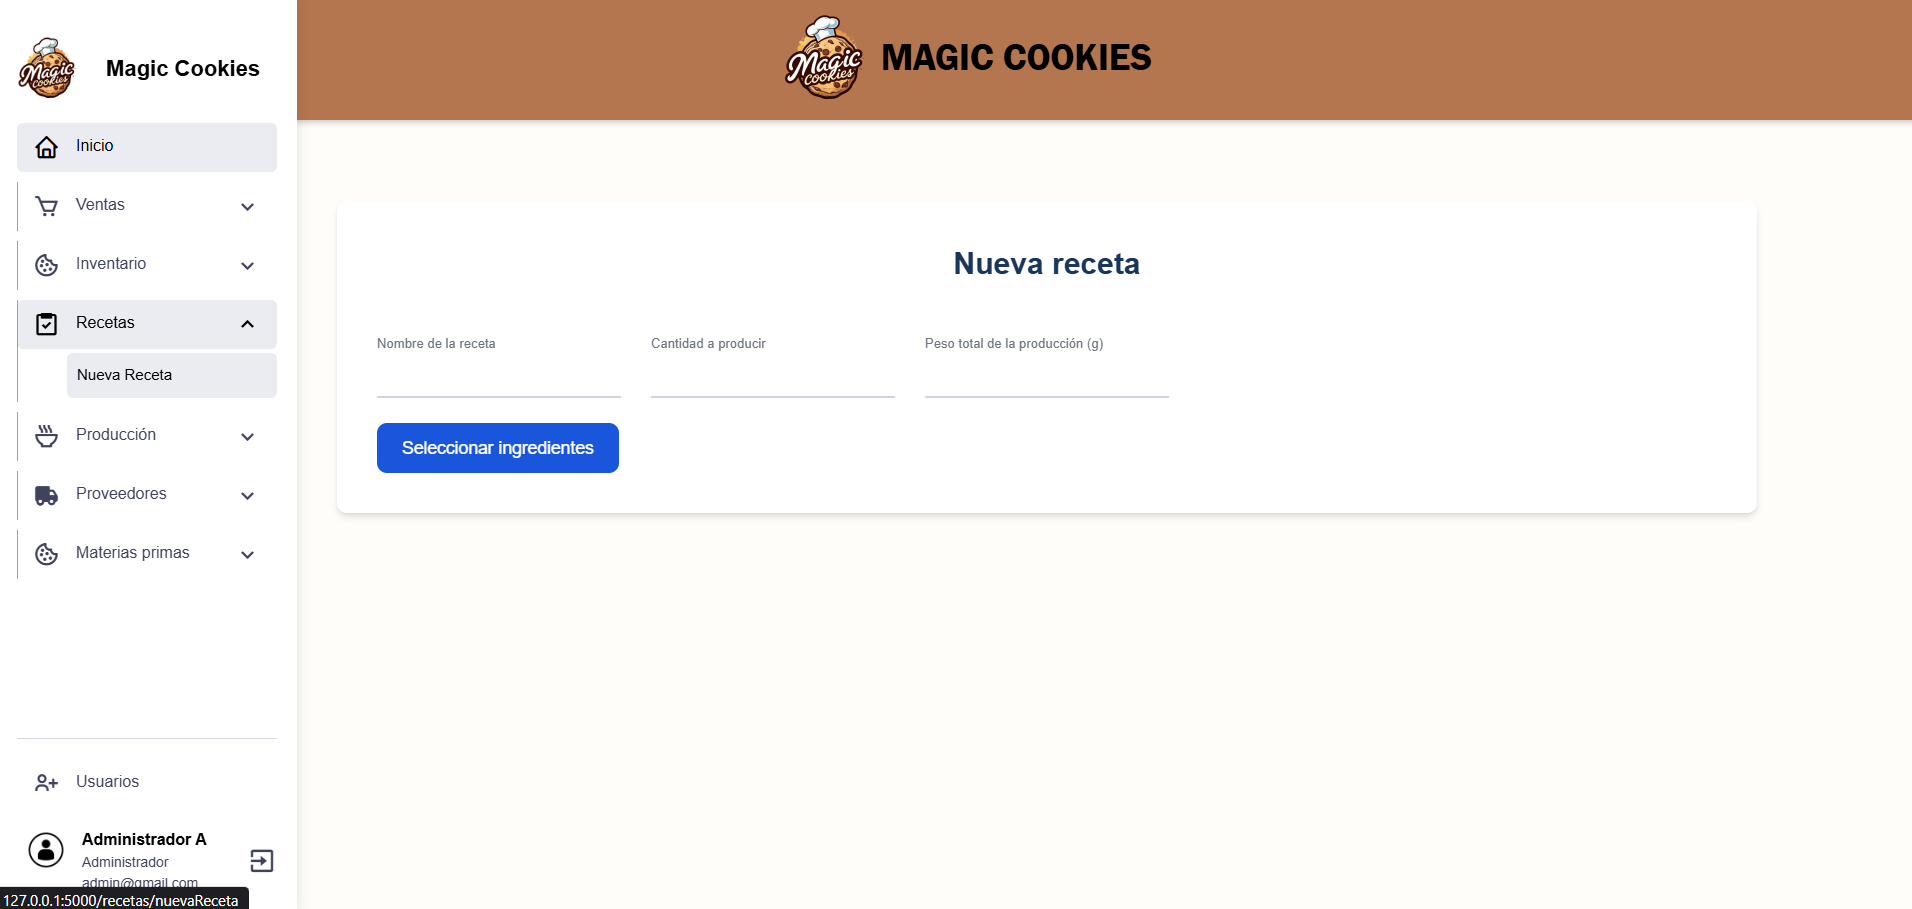 Magic Cookies
Magic Cookies
Inicio
Ventas
Inventario
Recetas
Nueva Receta
Producción
Proveedores
Materias primas
Usuarios
Administrador A
Administrador
admin@gmail.com
127.0.0.1:5000/recetas/nuevaReceta
Magic Cookies
MAGIC COOKIES
Nueva receta
Nombre de la receta
Cantidad a producir
Peso total de la producción (g)
Seleccionar ingredientes